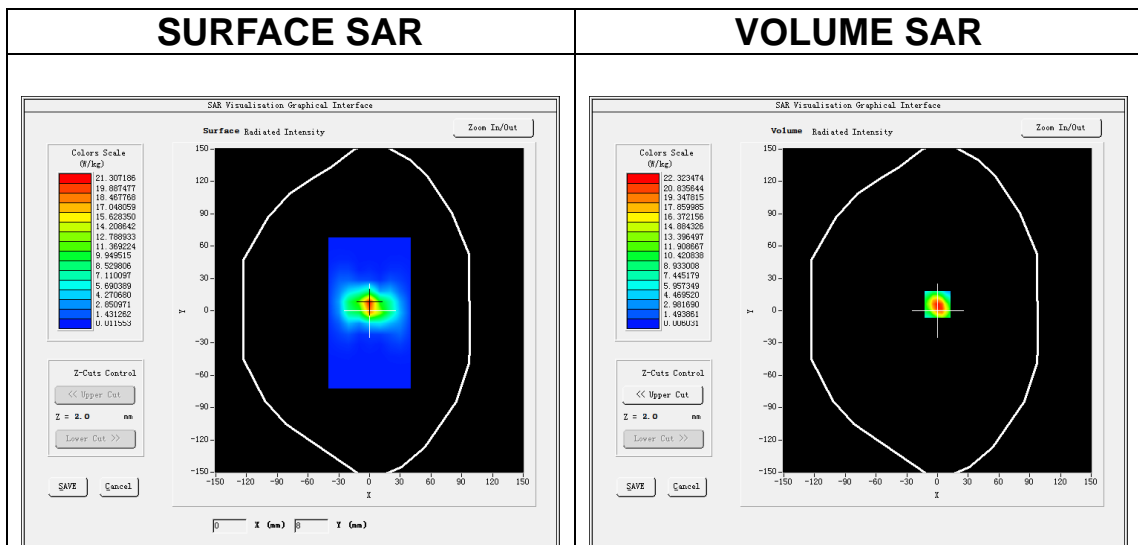 SURFACE SAR
VOLUME SAR
SAR Visualisation Graphical Interface
Surface Radiated Intensity
Zoom In/Out
Colors Scale
(W/kg)
21.307186
19.887477
18.467768
17.048059
15.628350
14.208642
12.788933
11.369224
9.949515
8.529806
7.110097
5.690389
4.270680
2.850971
1.431262
0.011553
Z-Cuts Control
<< Upper Cut
Z = 2.0 mm
Lower Cut >>
SAVE Cancel
150
120
90
60
30
0
-30
-60
-90
-120
-150
Y
-150 -120 -90 -60 -30 0 30 60 90 120 150
X
0 X (mm) 8 Y (mm)
SAR Visualisation Graphical Interface
Volume Radiated Intensity
Zoom In/Out
Colors Scale
(W/kg)
22.323474
20.835644
19.347815
17.859985
16.372156
14.884326
13.396497
11.908667
10.420838
8.933008
7.445179
5.957349
4.469520
2.981690
1.493861
0.006031
Z-Cuts Control
<< Upper Cut
Z = 2.0 mm
Lower Cut >>
SAVE Cancel
150
120
90
60
30
0
-30
-60
-90
-120
-150
Y
-150 -120 -90 -60 -30 0 30 60 90 120 150
X